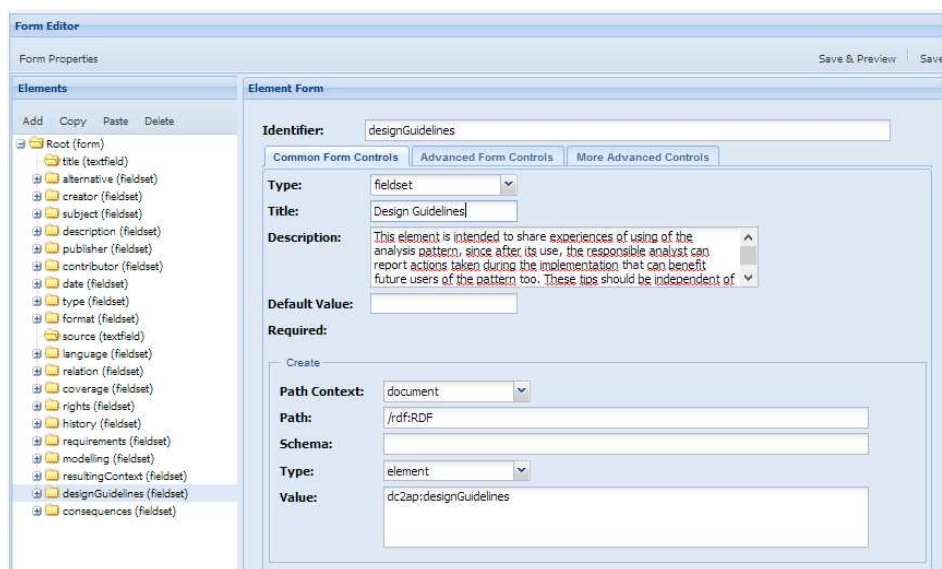 Form Editor
Form Properties
Save & Preview
Save
Elements
Add Copy Paste Delete
Root (form)
title (textfield)
alternative (fieldset)
creator (fieldset)
subject (fieldset)
description (fieldset)
publisher (fieldset)
contributor (fieldset)
date (fieldset)
type (fieldset)
format (fieldset)
source (textfield)
language (fieldset)
relation (fieldset)
coverage (fieldset)
rights (fieldset)
history (fieldset)
requirements (fieldset)
modelling (fieldset)
resultingContext (fieldset)
designGuidelines (fieldset)
consequences (fieldset)
Element Form
Identifier: designGuidelines
Common Form Controls Advanced Form Controls More Advanced Controls
Type: fieldset
Title: Design Guidelines
Description: This element is intended to share experiences of using of the
analysis pattern, since after its use, the responsible analyst can
report actions taken during the implementation that can benefit
future users of the pattern too. These tips should be independent of
Default Value:
Required:
Create
Path Context: document
Path: /rdf:RDF
Schema:
Type: element
Value: dc2ap:designGuidelines